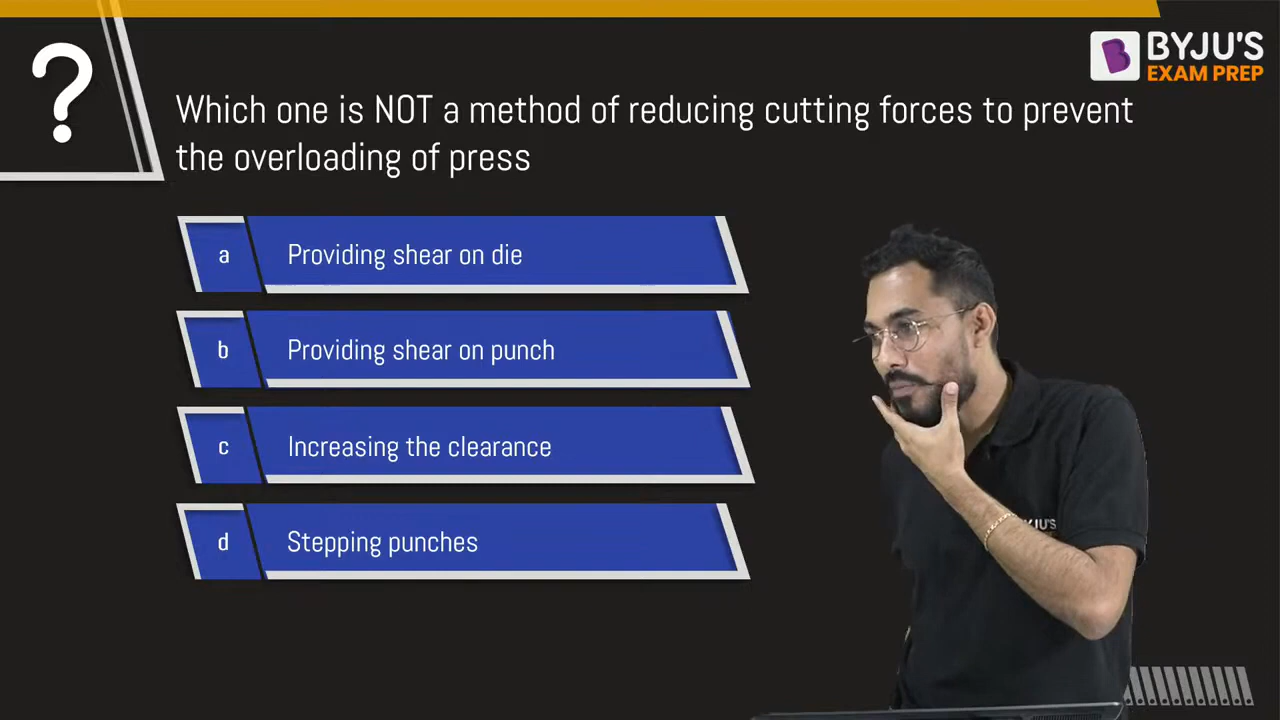 ?
BYJU'S
EXAM PREP
Which one is NOT a method of reducing cutting forces to prevent
the overloading of press
a Providing shear on die
b Providing shear on punch
c Increasing the clearance
d Stepping punches
YJU'S